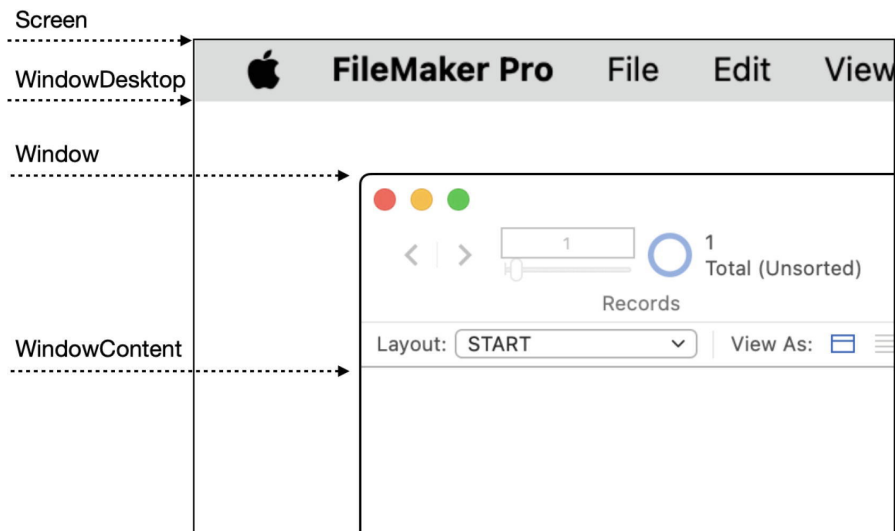 Screen
FileMaker Pro File Edit View
WindowDesktop
Window
1
1
Total (Unsorted)
Records
Layout: START View As:
WindowContent